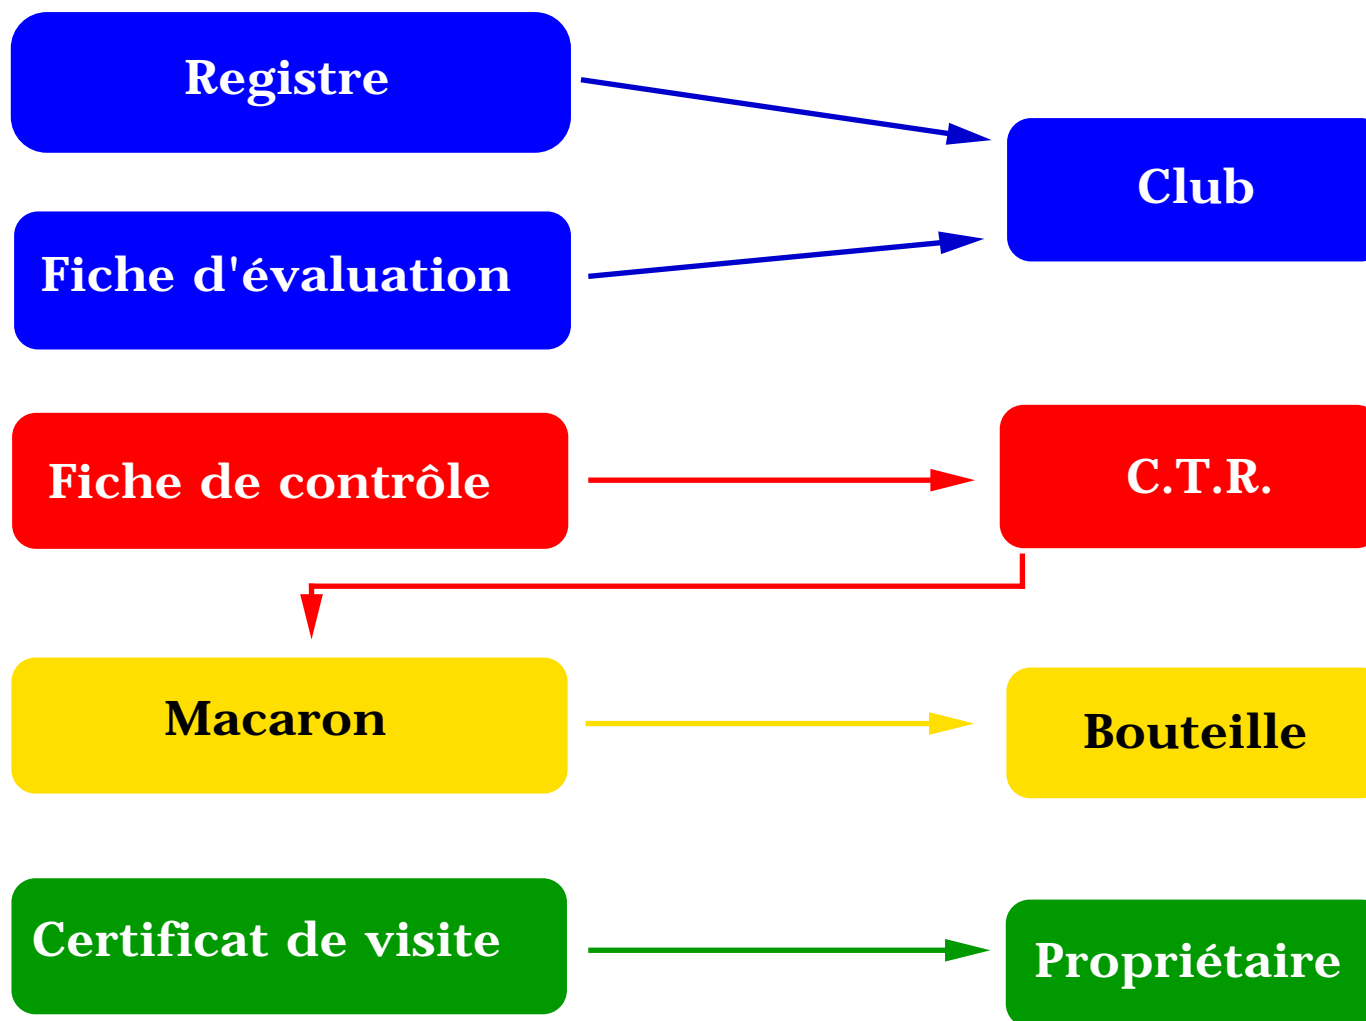 Registre
Club
Fiche d'évaluation
Fiche de contrôle
C.T.R.
Macaron
Bouteille
Certificat de visite
Propriétaire